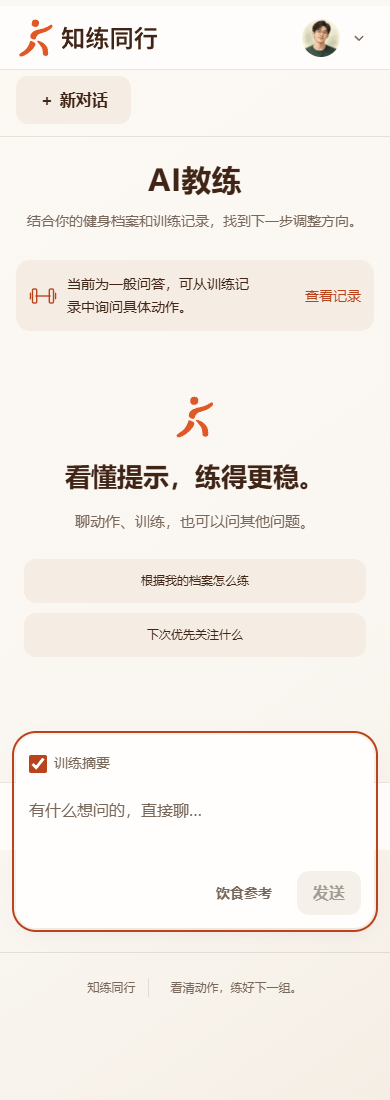 知练同行
+ 新对话
AI教练
结合你的健身档案和训练记录，找到下一步调整方向。
当前为一般问答，可从训练记
录中询问具体动作。
查看记录
看懂提示，练得更稳。
聊动作、训练，也可以问其他问题。
根据我的档案怎么练
下次优先关注什么
训练摘要
有什么想问的，直接聊...
饮食参考
发送
知练同行
看清动作，练好下一组。